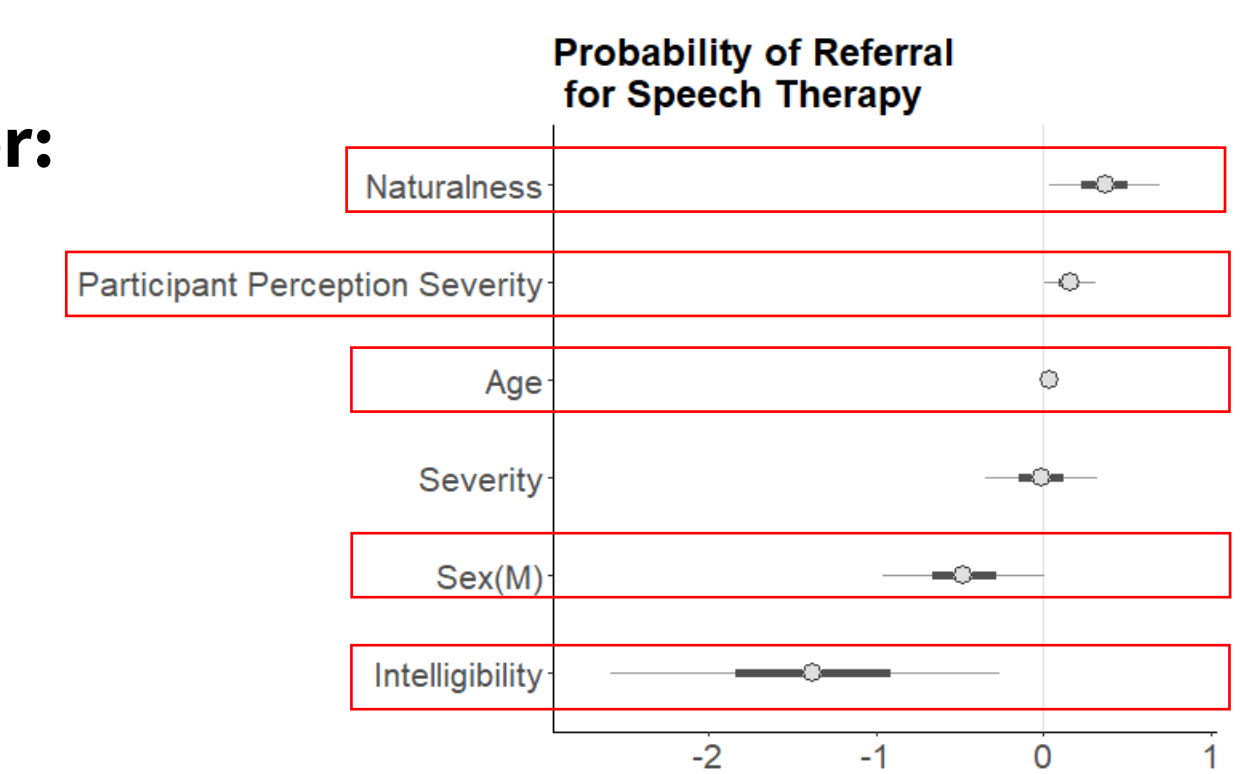 Probability of Referral
for Speech Therapy
r:
Naturalness
Participant Perception Severity
Age
Severity
Sex(M)
Intelligibility
-2 -1 0 1